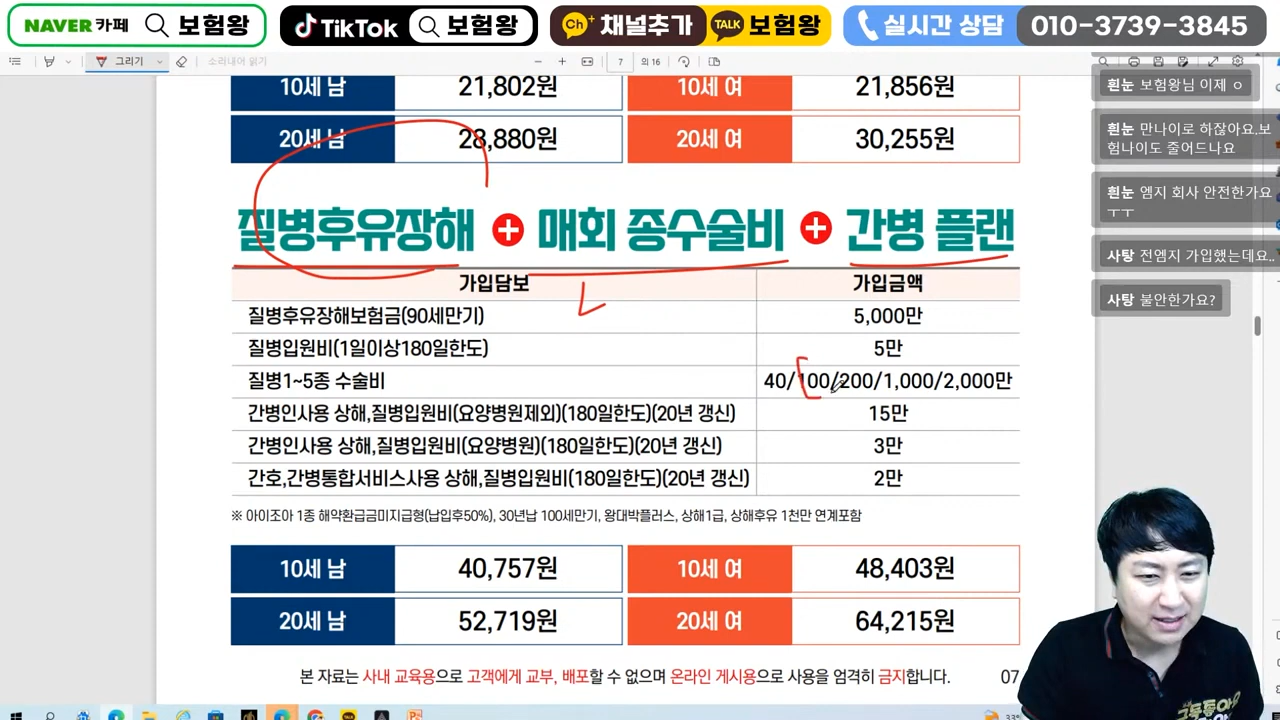 NAVER 카페 보험왕
TikTok 보험왕
Ch+ 채널추가 TALK 보험왕
실시간 상담 010-3739-3845
그리기
소리내어 읽기
7 의 16
10세 남 21,802원 10세 여 21,856원
20세 남 28,880원 20세 여 30,255원
질병후유장해 + 매회 종수술비 + 간병 플랜
가입담보 가입금액
질병후유장해보험금(90세만기) 5,000만
질병입원비(1일이상180일한도) 5만
질병1~5종 수술비 40/100/200/1,000/2,000만
간병인사용 상해,질병입원비(요양병원제외)(180일한도)(20년 갱신) 15만
간병인사용 상해,질병입원비(요양병원)(180일한도)(20년 갱신) 3만
간호,간병통합서비스사용 상해,질병입원비(180일한도)(20년 갱신) 2만
※ 아이조아 1종 해약환급금미지급형(납입후50%), 30년납 100세만기, 왕대박플러스, 상해1급, 상해후유 1천만 연계포함
10세 남 40,757원 10세 여 48,403원
20세 남 52,719원 20세 여 64,215원
본 자료는 사내 교육용으로 고객에게 교부, 배포할 수 없으며 온라인 게시용으로 사용을 엄격히 금지합니다. 07
흰눈 보험왕님 이제 ㅇ
흰눈 만나이로 하잖아요.보
험나이도 줄어드나요
흰눈 엠지 회사 안전한가요
ㅜㅜ
사탕 전엠지 가입했는데요..
사탕 불안한가요?
33°